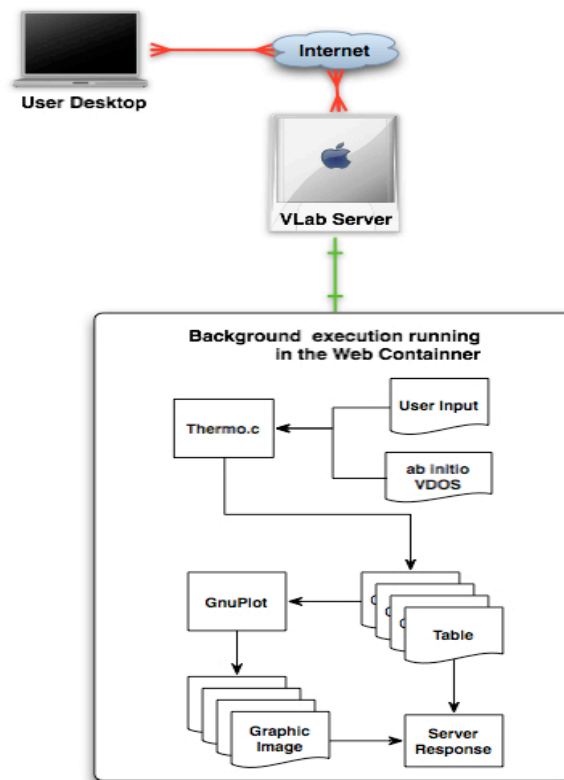 Internet
User Desktop
VLab Server
Background execution running
in the Web Containner
User Input
Thermo.c
ab initio
VDOS
GnuPlot
Table
Graphic
Image
Server
Response